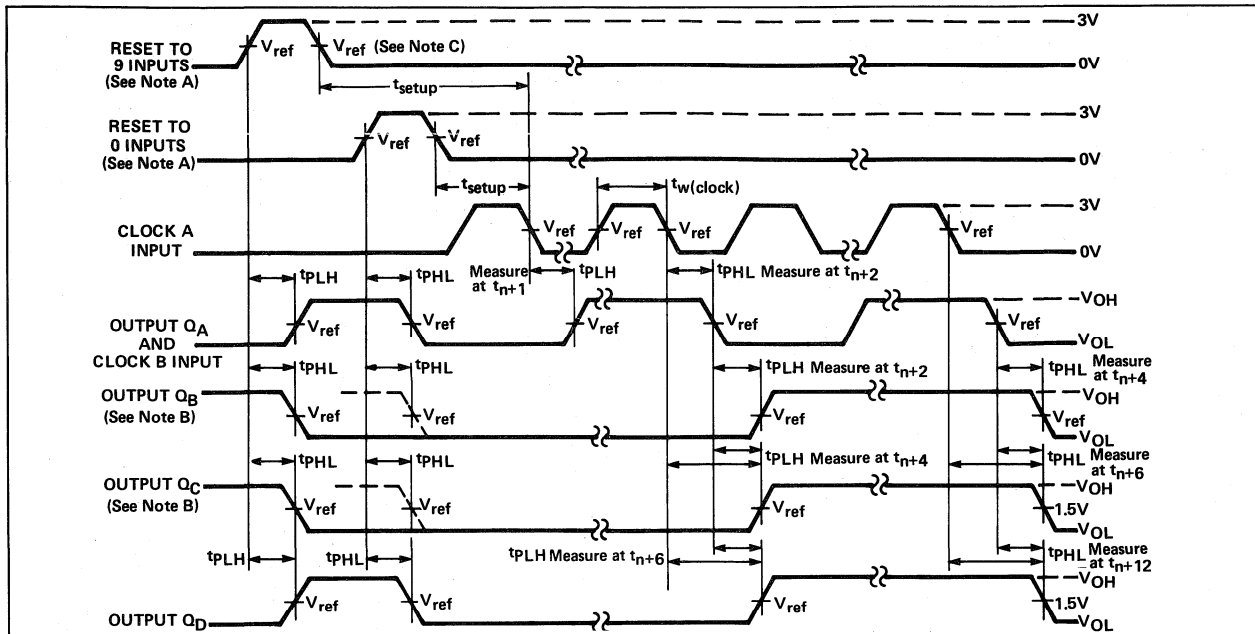 3V
RESET TO
9 INPUTS
(See Note A)
Vref
Vref (See Note C)
0V
tsetup
3V
RESET TO
0 INPUTS
(See Note A)
Vref
Vref
0V
tsetup
tw(clock)
3V
CLOCK A
INPUT
Vref
Vref
Vref
Vref
0V
tPLH
tPHL
Measure
at tn+1
tPLH
tPHL Measure at tn+2
VOH
OUTPUT QA
AND
CLOCK B INPUT
Vref
Vref
Vref
Vref
Vref
VOL
tPHL
tPHL
tPLH Measure at tn+2
tPHL Measure
at tn+4
VOH
OUTPUT QB
(See Note B)
Vref
Vref
Vref
Vref
VOL
tPHL
tPHL
tPLH Measure at tn+4
tPHL Measure
at tn+6
VOH
OUTPUT QC
(See Note B)
Vref
Vref
Vref
1.5V
VOL
tPLH
tPHL
tPLH Measure
at tn+6
tPHL Measure
at tn+12
VOH
OUTPUT QD
Vref
Vref
Vref
1.5V
VOL